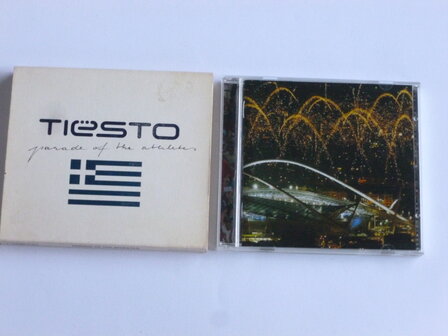 TIËSTO
parade of the athletes